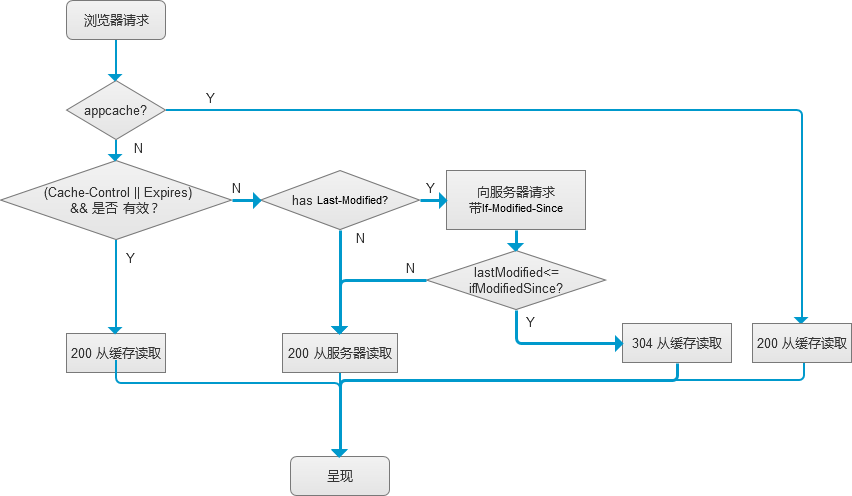 浏览器请求
appcache?
Y
N
(Cache-Control || Expires)
&& 是否 有效？
N
has Last-Modified?
Y
向服务器请求
带If-Modified-Since
Y
N
N
lastModified<=
ifModifiedSince?
Y
200 从缓存读取
200 从服务器读取
304 从缓存读取
200 从缓存读取
呈现